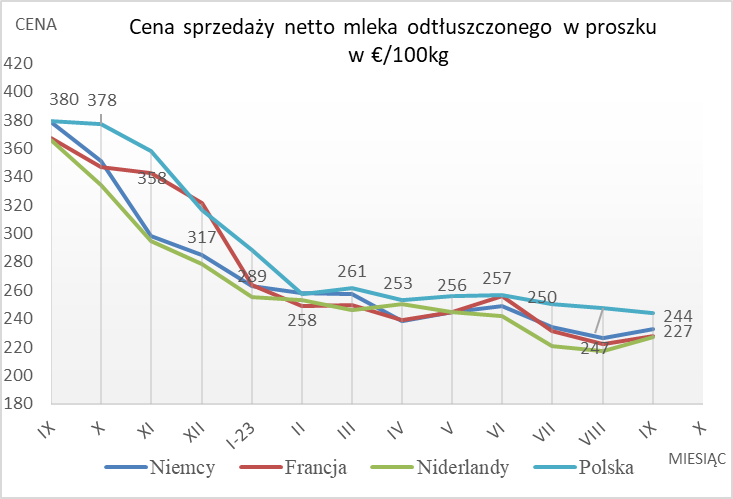 CENA
Cena sprzedaży netto mleka odtłuszczonego w proszku
w €/100kg
420
400
380
360
340
320
300
280
260
240
220
200
180
380
378
358
317
289
258
261
253
256
257
250
247
244
227
IX
X
XI
XII
I-23
II
III
IV
V
VI
VII
VIII
IX
X
MIESIĄC
Niemcy Francja Niderlandy Polska